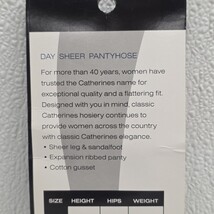 DAY SHEER PANTYHOSE
For more than 40 years, women have
trusted the Catherines name for
exceptional quality and a flattering fit.
Designed with you in mind, classic
Catherines hosiery continues to
provide women across the country
with classic Catherines elegance.
• Sheer leg & sandalfoot
• Expansion ribbed panty
• Cotton gusset
SIZE HEIGHT HIPS WEIGHT